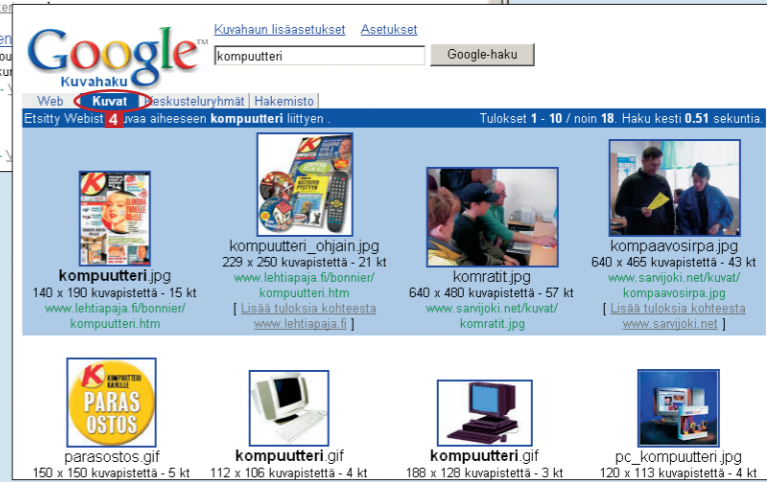 Google™
Kuvahaku
Kuvahaun lisäasetukset Asetukset
kompuutteri
Google-haku
Web Kuvat Keskusteluryhmät Hakemisto
Etsitty Webist 4 uvaa aiheeseen kompuutteri liittyen .
Tulokset 1 - 10 / noin 18. Haku kesti 0.51 sekuntia.
kompuutteri.jpg
140 x 190 kuvapistettä - 15 kt
www.lehtiapaja.fi/bonnier/
kompuutteri.htm
kompuutteri_ohjain.jpg
229 x 250 kuvapistettä - 21 kt
www.lehtiapaja.fi/bonnier/
kompuutteri.htm
[ Lisää tuloksia kohteesta
www.lehtiapaja.fi ]
komratit.jpg
640 x 480 kuvapistettä - 57 kt
www.sarvijoki.net/kuvat/
komratit.jpg
kompaavosirpa.jpg
640 x 465 kuvapistettä - 43 kt
www.sarvijoki.net/kuvat/
kompaavosirpa.jpg
[ Lisää tuloksia kohteesta
www.sarvijoki.net ]
K KOMPUUTTERI
KAIKILLE
PARAS
OSTOS
parasostos.gif
150 x 150 kuvapistettä - 5 kt
kompuutteri.gif
112 x 106 kuvapistettä - 4 kt
kompuutteri.gif
188 x 128 kuvapistettä - 3 kt
pc_kompuutteri.jpg
120 x 113 kuvapistettä - 4 kt